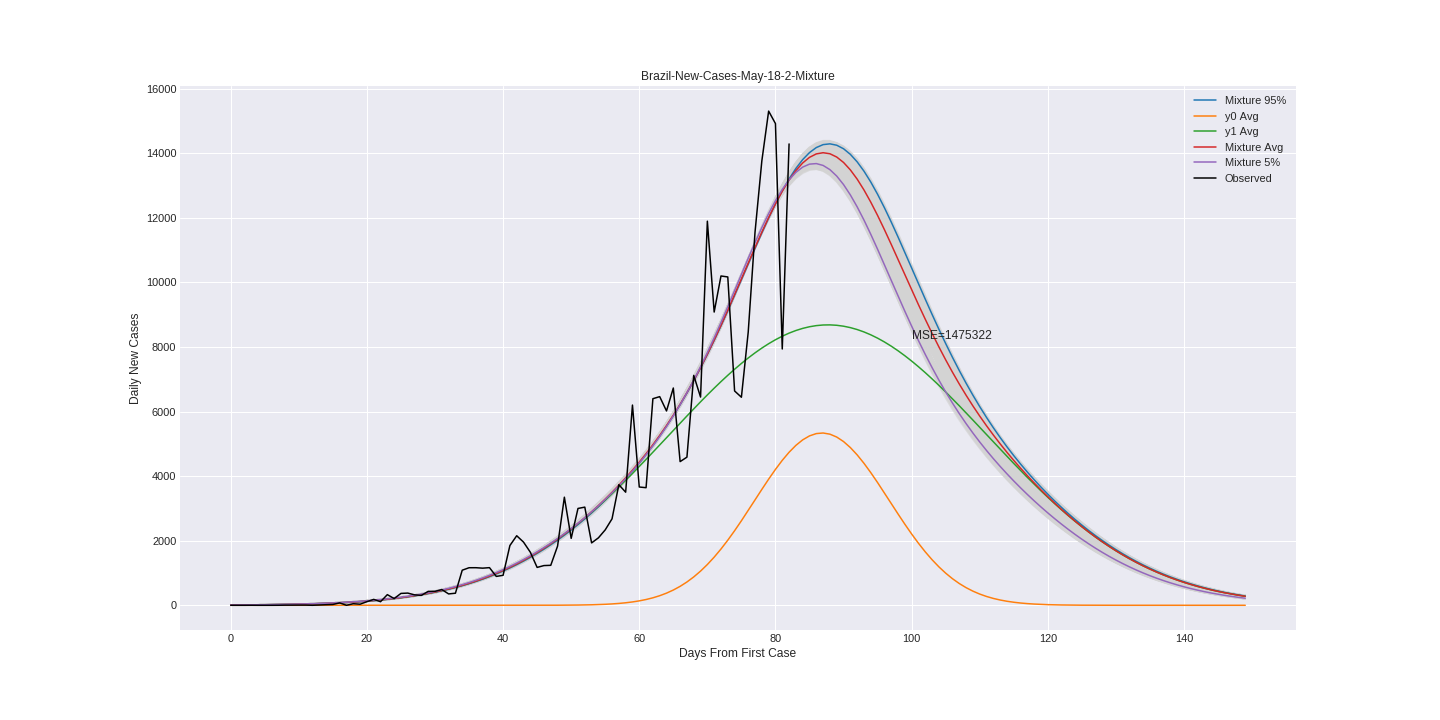 Brazil-New-Cases-May-18-2-Mixture
16000
14000
12000
10000
8000
6000
4000
2000
0
Daily New Cases
Mixture 95%
y0 Avg
y1 Avg
Mixture Avg
Mixture 5%
Observed
MSE=1475322
0 20 40 60 80 100 120 140
Days From First Case